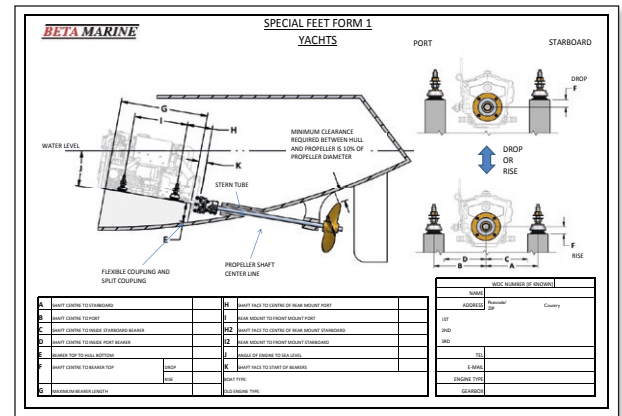 BETA MARINE
SPECIAL FEET FORM 1
YACHTS
PORT
STARBOARD
DROP
F
G
I
H
K
WATER LEVEL
J
MINIMUM CLEARANCE
REQUIRED BETWEEN HULL
AND PROPELLER IS 10% OF
PROPELLER DIAMETER
DROP
OR
RISE
STERN TUBE
E
F
RISE
D
C
B
A
PROPELLER SHAFT
CENTER LINE
FLEXIBLE COUPLING AND
SPLIT COUPLING
A SHAFT CENTRE TO STARBOARD
B SHAFT CENTRE TO PORT
C SHAFT CENTRE TO INSIDE STARBOARD BEARER
D SHAFT CENTRE TO INSIDE PORT BEARER
E BEARER TOP TO HULL BOTTOM
F SHAFT CENTRE TO BEARER TOP DROP
RISE
G MAXIMUM BEARER LENGTH
H SHAFT FACE TO CENTRE OF REAR MOUNT PORT
I REAR MOUNT TO FRONT MOUNT PORT
H2 SHAFT FACE TO CENTRE OF REAR MOUNT STARBOARD
I2 REAR MOUNT TO FRONT MOUNT STARBOARD
J ANGLE OF ENGINE TO SEA LEVEL
K SHAFT FACE TO START OF BEARERS
BOAT TYPE:
OLD ENGINE TYPE:
WOC NUMBER (IF KNOWN)
NAME
ADDRESS Postcode/ ZIP Country
1ST
2ND
3RD
TEL
E-MAIL
ENGINE TYPE
GEARBOX